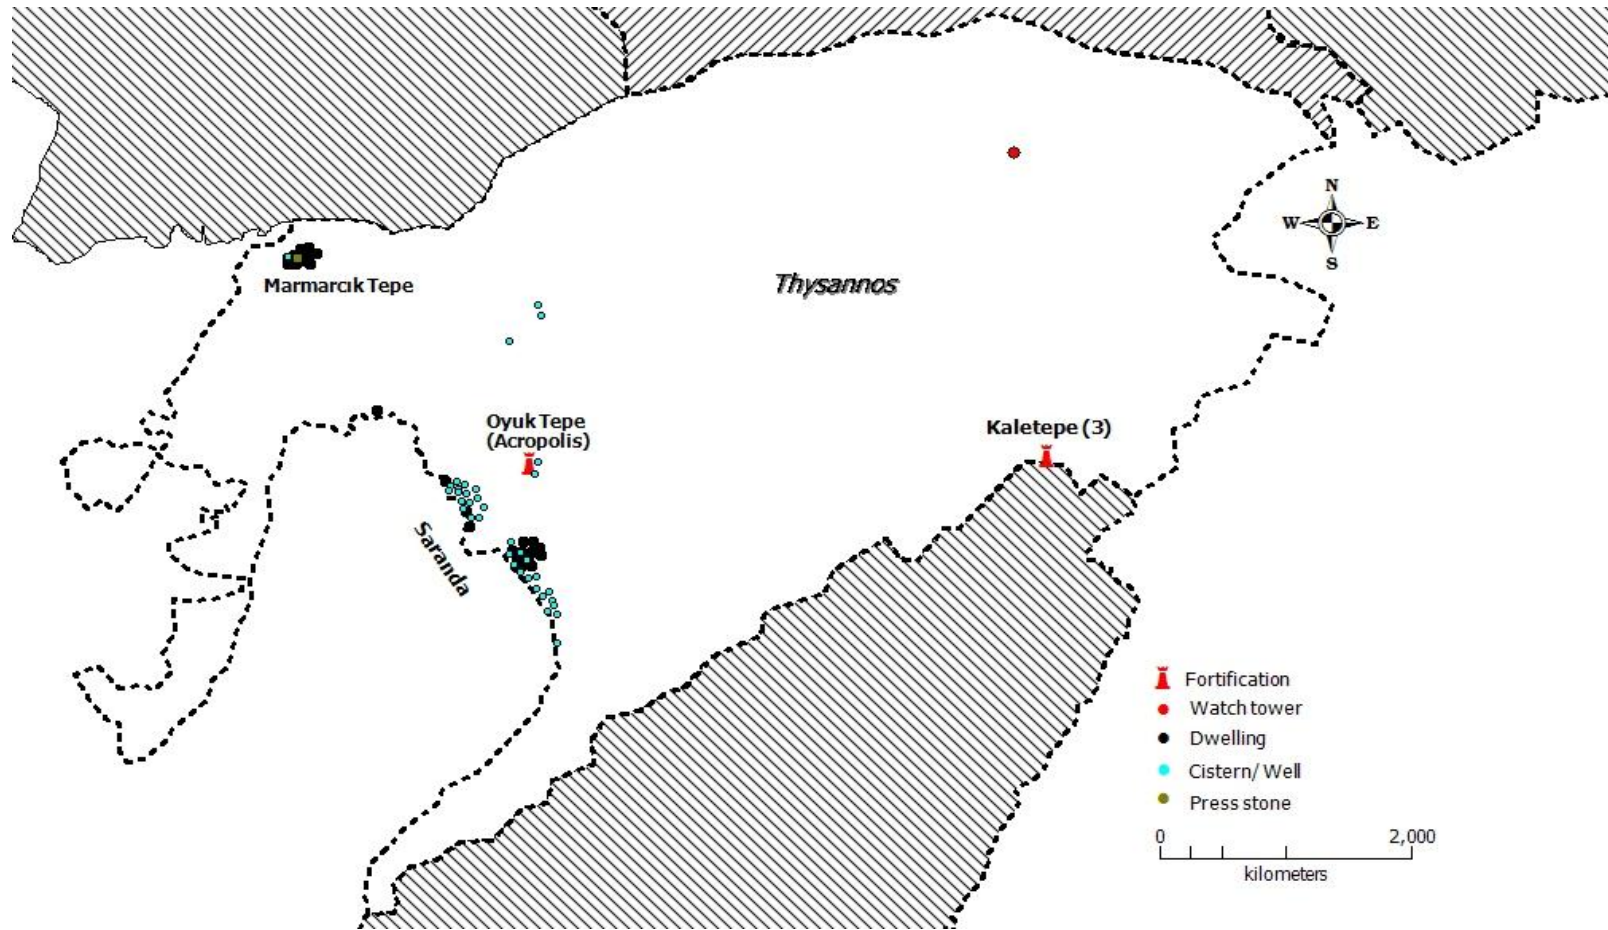 N
W E
S
Marmarcık Tepe
Thysannos
Oyuk Tepe
(Acropolis)
Kaletepe (3)
Saranda
Fortification
Watch tower
Dwelling
Cistern/ Well
Press stone
0 2,000
kilometers